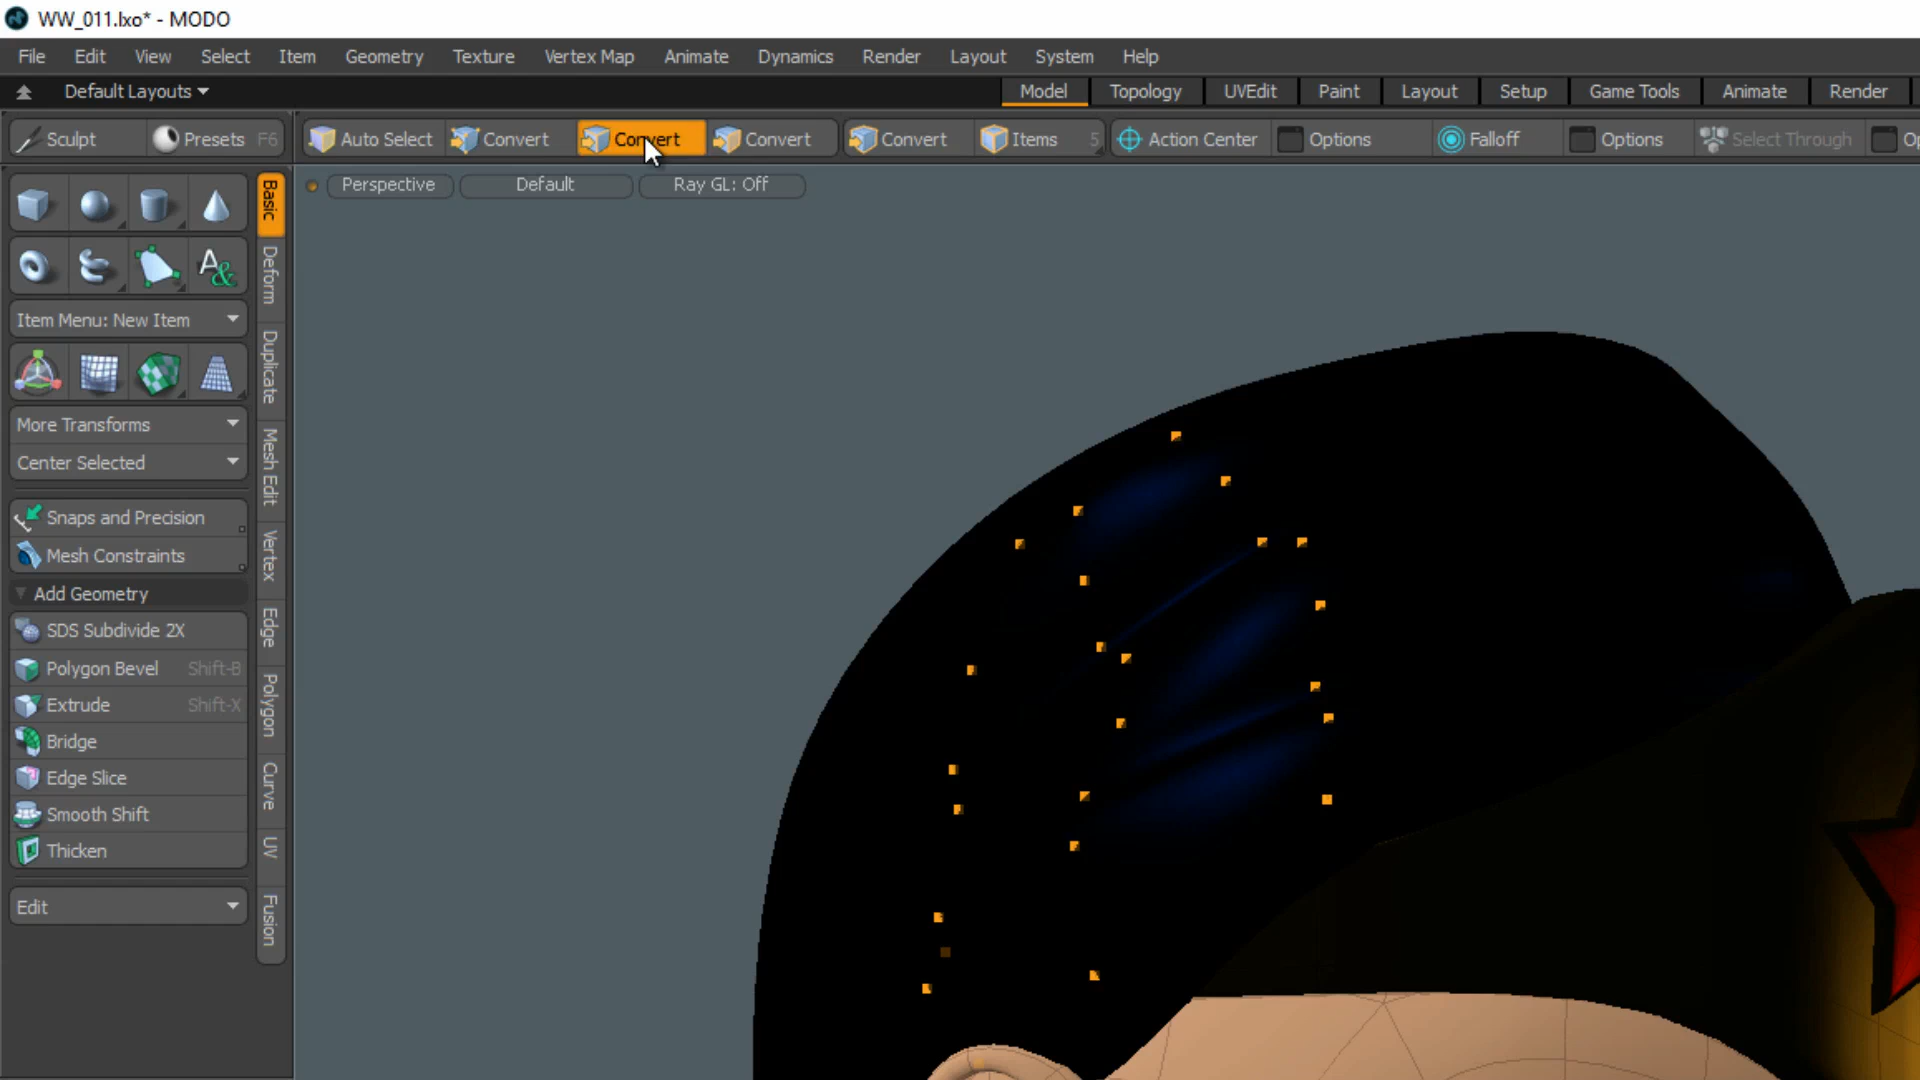 WW_011.lxo* - MODO
File Edit View Select Item Geometry Texture Vertex Map Animate Dynamics Render Layout System Help
Default Layouts Model Topology UVEdit Paint Layout Setup Game Tools Animate Render
Sculpt Presets F6 Auto Select Convert Convert Convert Convert Items 5 Action Center Options Falloff Options Select Through Op
Perspective Default Ray GL: Off
Basic
Deform
Duplicate
Mesh Edit
Vertex
Edge
Polygon
Curve
UV
Fusion
A&
Item Menu: New Item
More Transforms
Center Selected
Snaps and Precision
Mesh Constraints
Add Geometry
SDS Subdivide 2X
Polygon Bevel Shift-B
Extrude Shift-X
Bridge
Edge Slice
Smooth Shift
Thicken
Edit